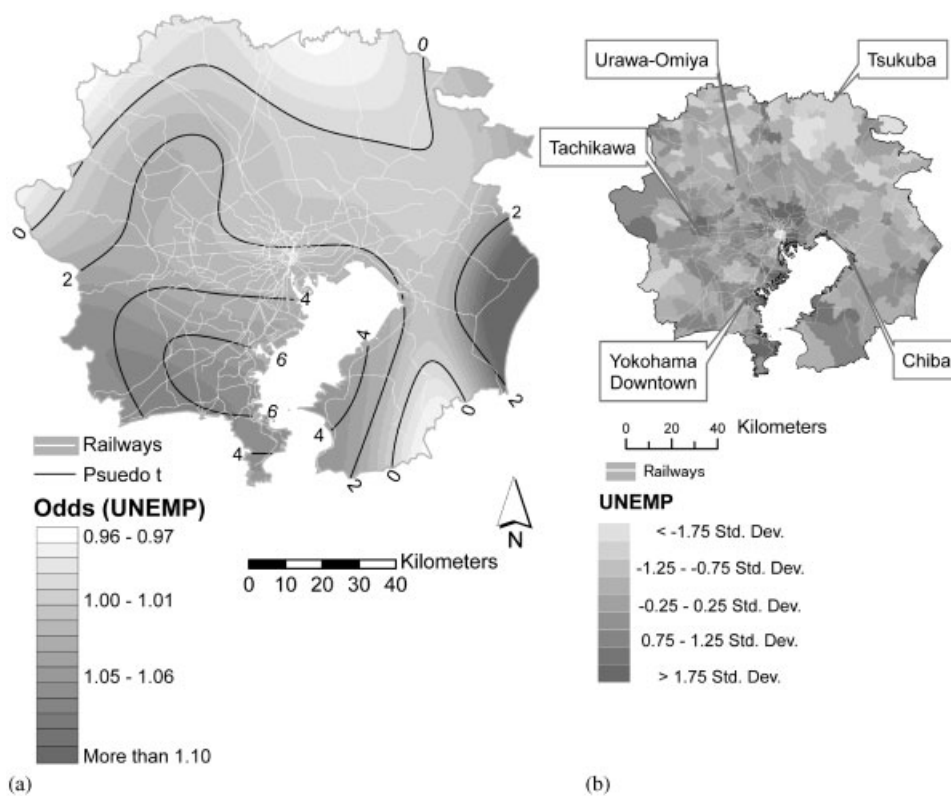 0
0
2
2
4
4
6
6
4
4
2
0
0
2
Railways
Psuedo t
Odds (UNEMP)
0.96 - 0.97
1.00 - 1.01
1.05 - 1.06
More than 1.10
N
Kilometers
0 10 20 30 40
(a)
Urawa-Omiya
Tsukuba
Tachikawa
Yokohama
Downtown
Chiba
Kilometers
0 20 40
Railways
UNEMP
< -1.75 Std. Dev.
-1.25 - -0.75 Std. Dev.
-0.25 - 0.25 Std. Dev.
0.75 - 1.25 Std. Dev.
> 1.75 Std. Dev.
(b)